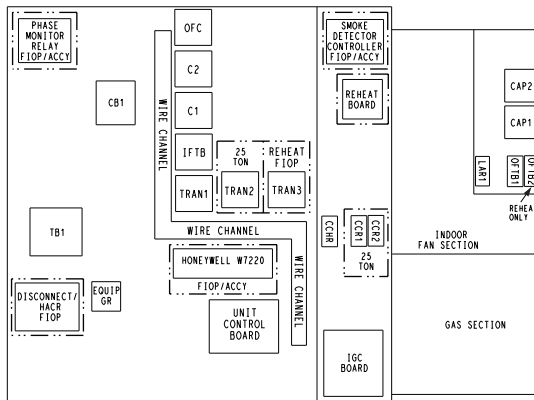 PHASE
MONITOR
RELAY
FIOP/ACCY
OFC
C2
C1
IFTB
TRAN1
CB1
WIRE CHANNEL
25
TON
TRAN2
REHEAT
FIOP
TRAN3
WIRE CHANNEL
WIRE CHANNEL
TB1
HONEYWELL W7220
FIOP/ACCY
DISCONNECT/
HACR
FIOP
EQUIP
GR
UNIT
CONTROL
BOARD
SMOKE
DETECTOR
CONTROLLER
FIOP/ACCY
REHEAT
BOARD
CCHR
CCR1
CCR2
25
TON
IGC
BOARD
CAP2
CAP1
LAR1
OFTB1
OFTB2
REHEA
ONLY
INDOOR
FAN SECTION
GAS SECTION